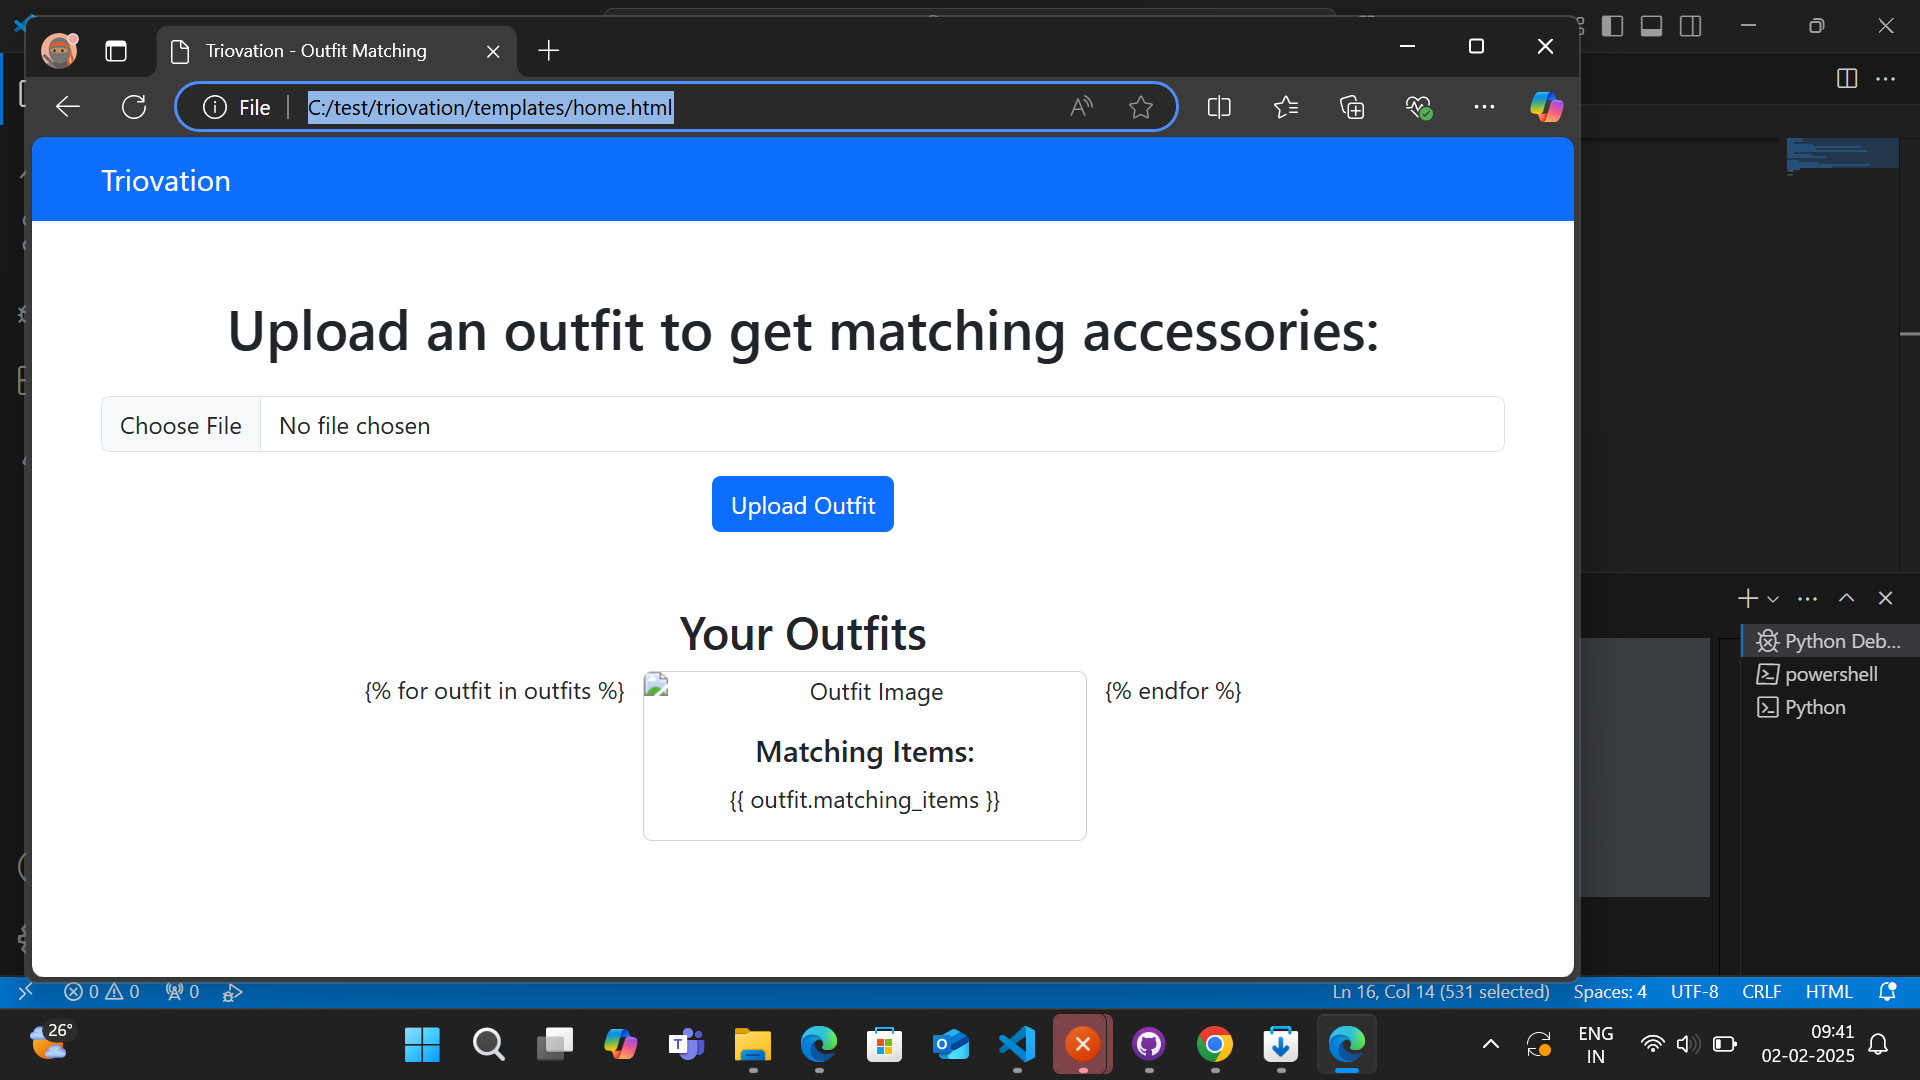 Triovation - Outfit Matching
File
C:/test/triovation/templates/home.html
Triovation
Upload an outfit to get matching accessories:
Choose File
No file chosen
Upload Outfit
Your Outfits
{% for outfit in outfits %}
Outfit Image
{% endfor %}
Matching Items:
{{ outfit.matching_items }}
Python Deb...
powershell
Python
0 0 0
Ln 16, Col 14 (531 selected)
Spaces: 4
UTF-8
CRLF
HTML
26°
ENG
IN
09:41
02-02-2025